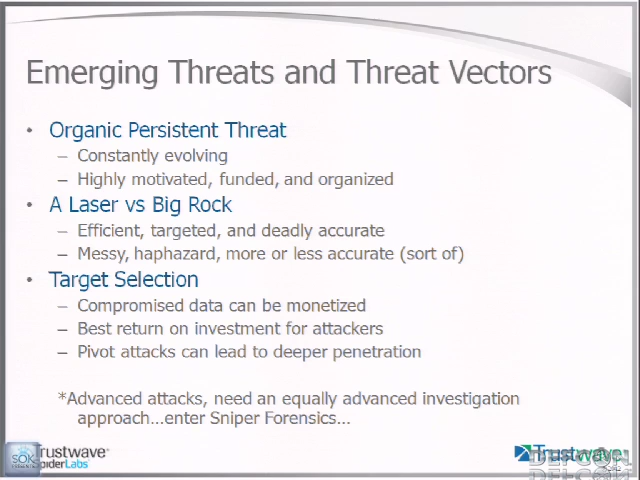 Emerging Threats and Threat Vectors
• Organic Persistent Threat
– Constantly evolving
– Highly motivated, funded, and organized
• A Laser vs Big Rock
– Efficient, targeted, and deadly accurate
– Messy, haphazard, more or less accurate (sort of)
• Target Selection
– Compromised data can be monetized
– Best return on investment for attackers
– Pivot attacks can lead to deeper penetration
*Advanced attacks, need an equally advanced investigation
approach…enter Sniper Forensics…
SOK
Trustwave
SpiderLabs
Trustwave
DEFCON
DEFCON